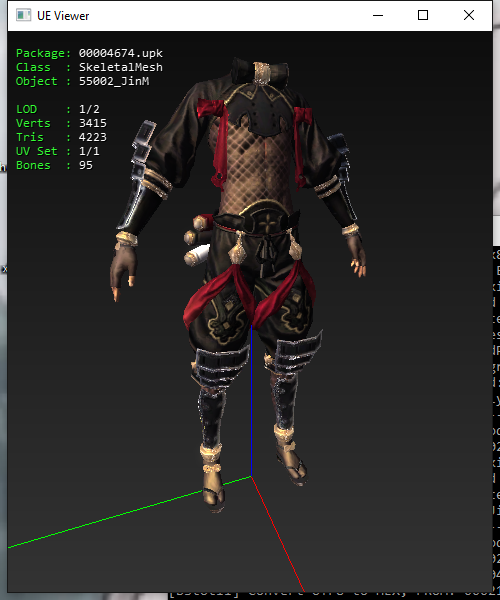 UE Viewer
Package: 00004674.upk
Class : SkeletalMesh
Object : 55002_JinM
LOD : 1/2
Verts : 3415
Tris : 4223
UV Set : 1/1
Bones : 95